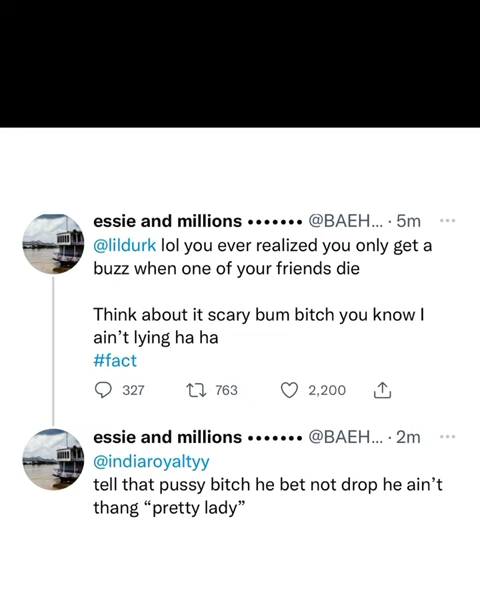 essie and millions ••••••• @BAEH... · 5m
@lildurk lol you ever realized you only get a
buzz when one of your friends die
Think about it scary bum bitch you know I
ain’t lying ha ha
#fact
327 763 2,200
essie and millions ••••••• @BAEH... · 2m
@indiaroyaltyy
tell that pussy bitch he bet not drop he ain’t
thang “pretty lady”